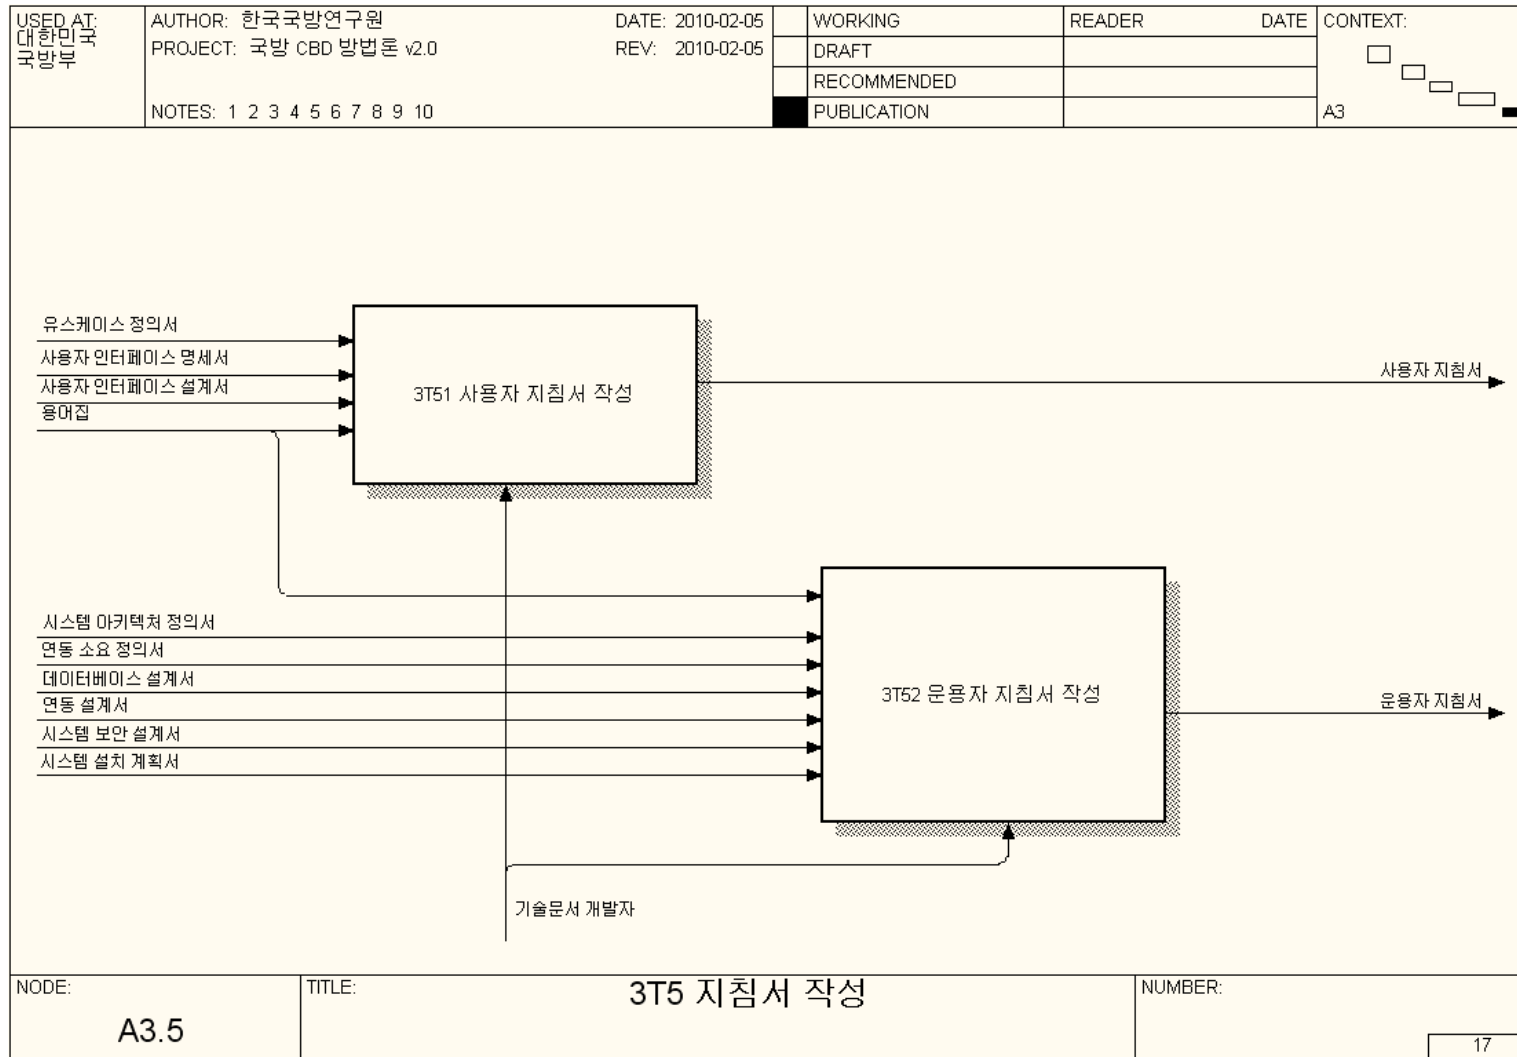 USED AT:
대한민국
국방부
AUTHOR: 한국국방연구원
DATE: 2010-02-05
PROJECT: 국방 CBD 방법론 v2.0
REV: 2010-02-05
NOTES: 1 2 3 4 5 6 7 8 9 10
WORKING
DRAFT
RECOMMENDED
PUBLICATION
READER DATE
CONTEXT:
A3
유스케이스 정의서
사용자 인터페이스 명세서
사용자 인터페이스 설계서
용어집
3T51 사용자 지침서 작성
사용자 지침서
시스템 아키텍처 정의서
연동 소요 정의서
데이터베이스 설계서
연동 설계서
시스템 보안 설계서
시스템 설치 계획서
3T52 운용자 지침서 작성
운용자 지침서
기술문서 개발자
NODE:
A3.5
TITLE:
3T5 지침서 작성
NUMBER:
17